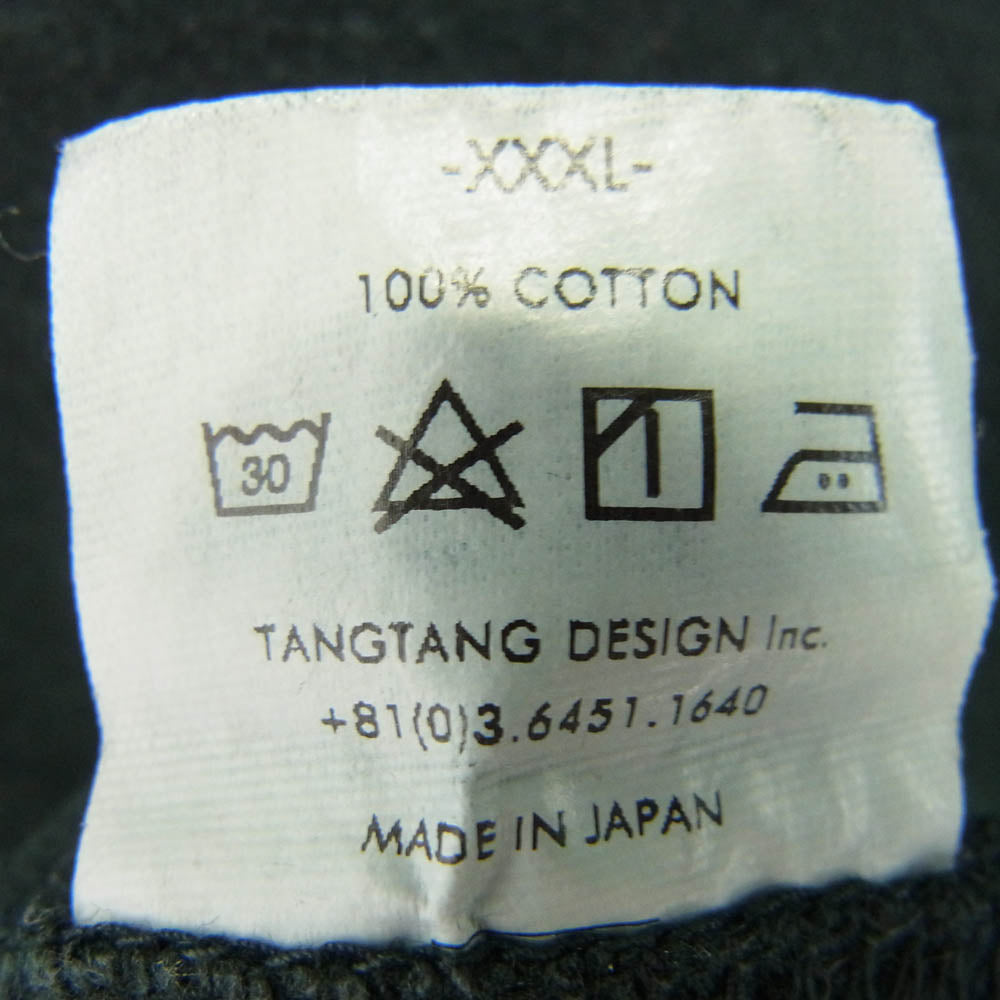 -XXXL-
100% COTTON
30
TANGTANG DESIGN Inc.
+81(0)3.6451.1640
MADE IN JAPAN